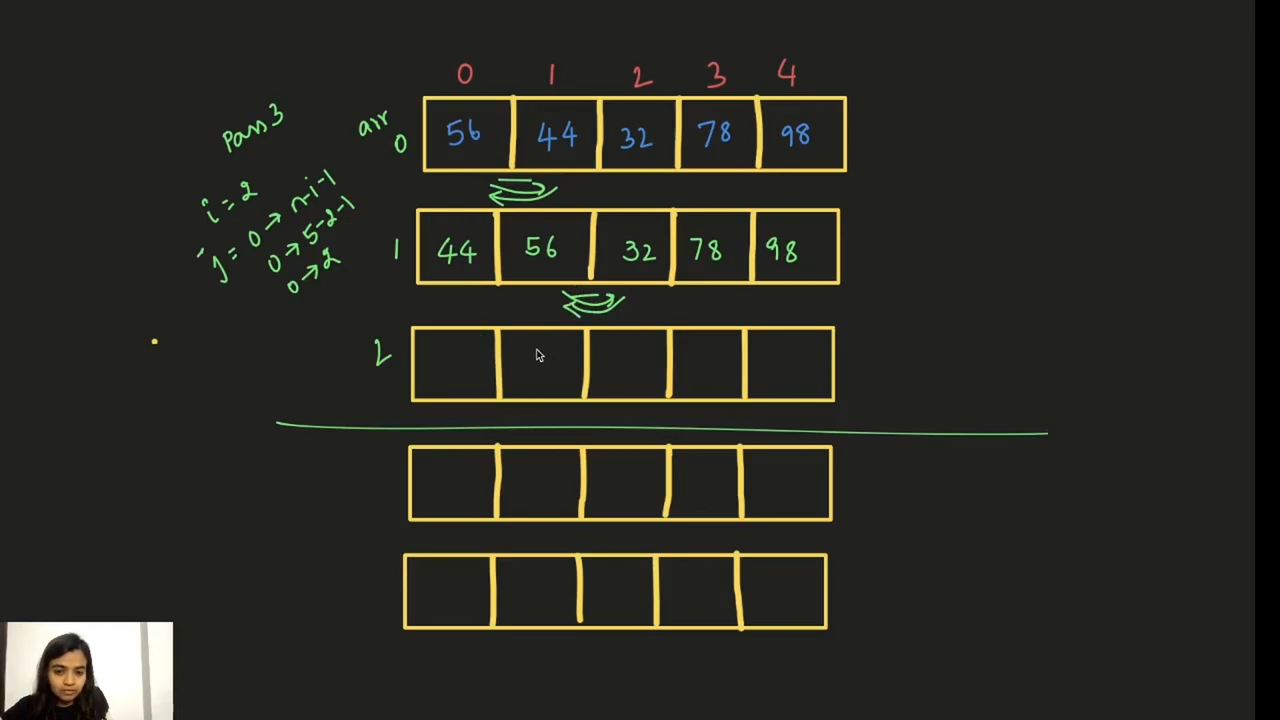 0 1 2 3 4
pass 3
arr
0 56 44 32 78 98
i = 2
j = 0 → n-i-1
0 → 5-2-1
0 → 2
1 44 56 32 78 98
2